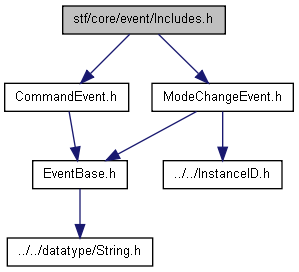 stf/core/event/Includes.h
CommandEvent.h
ModeChangeEvent.h
EventBase.h
../../InstanceID.h
../../datatype/String.h